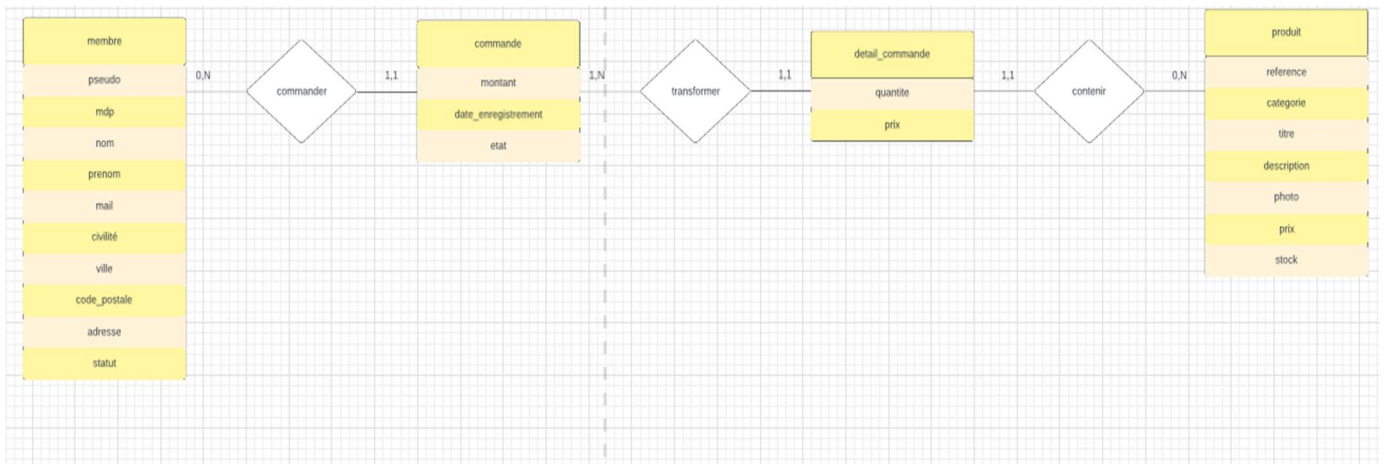 membre
pseudo
mdp
nom
prenom
mail
civilité
ville
code_postale
adresse
statut
0,N
commander
1,1
commande
montant
date_enregistrement
etat
1,N
transformer
1,1
detail_commande
quantite
prix
1,1
contenir
0,N
produit
reference
categorie
titre
description
photo
prix
stock